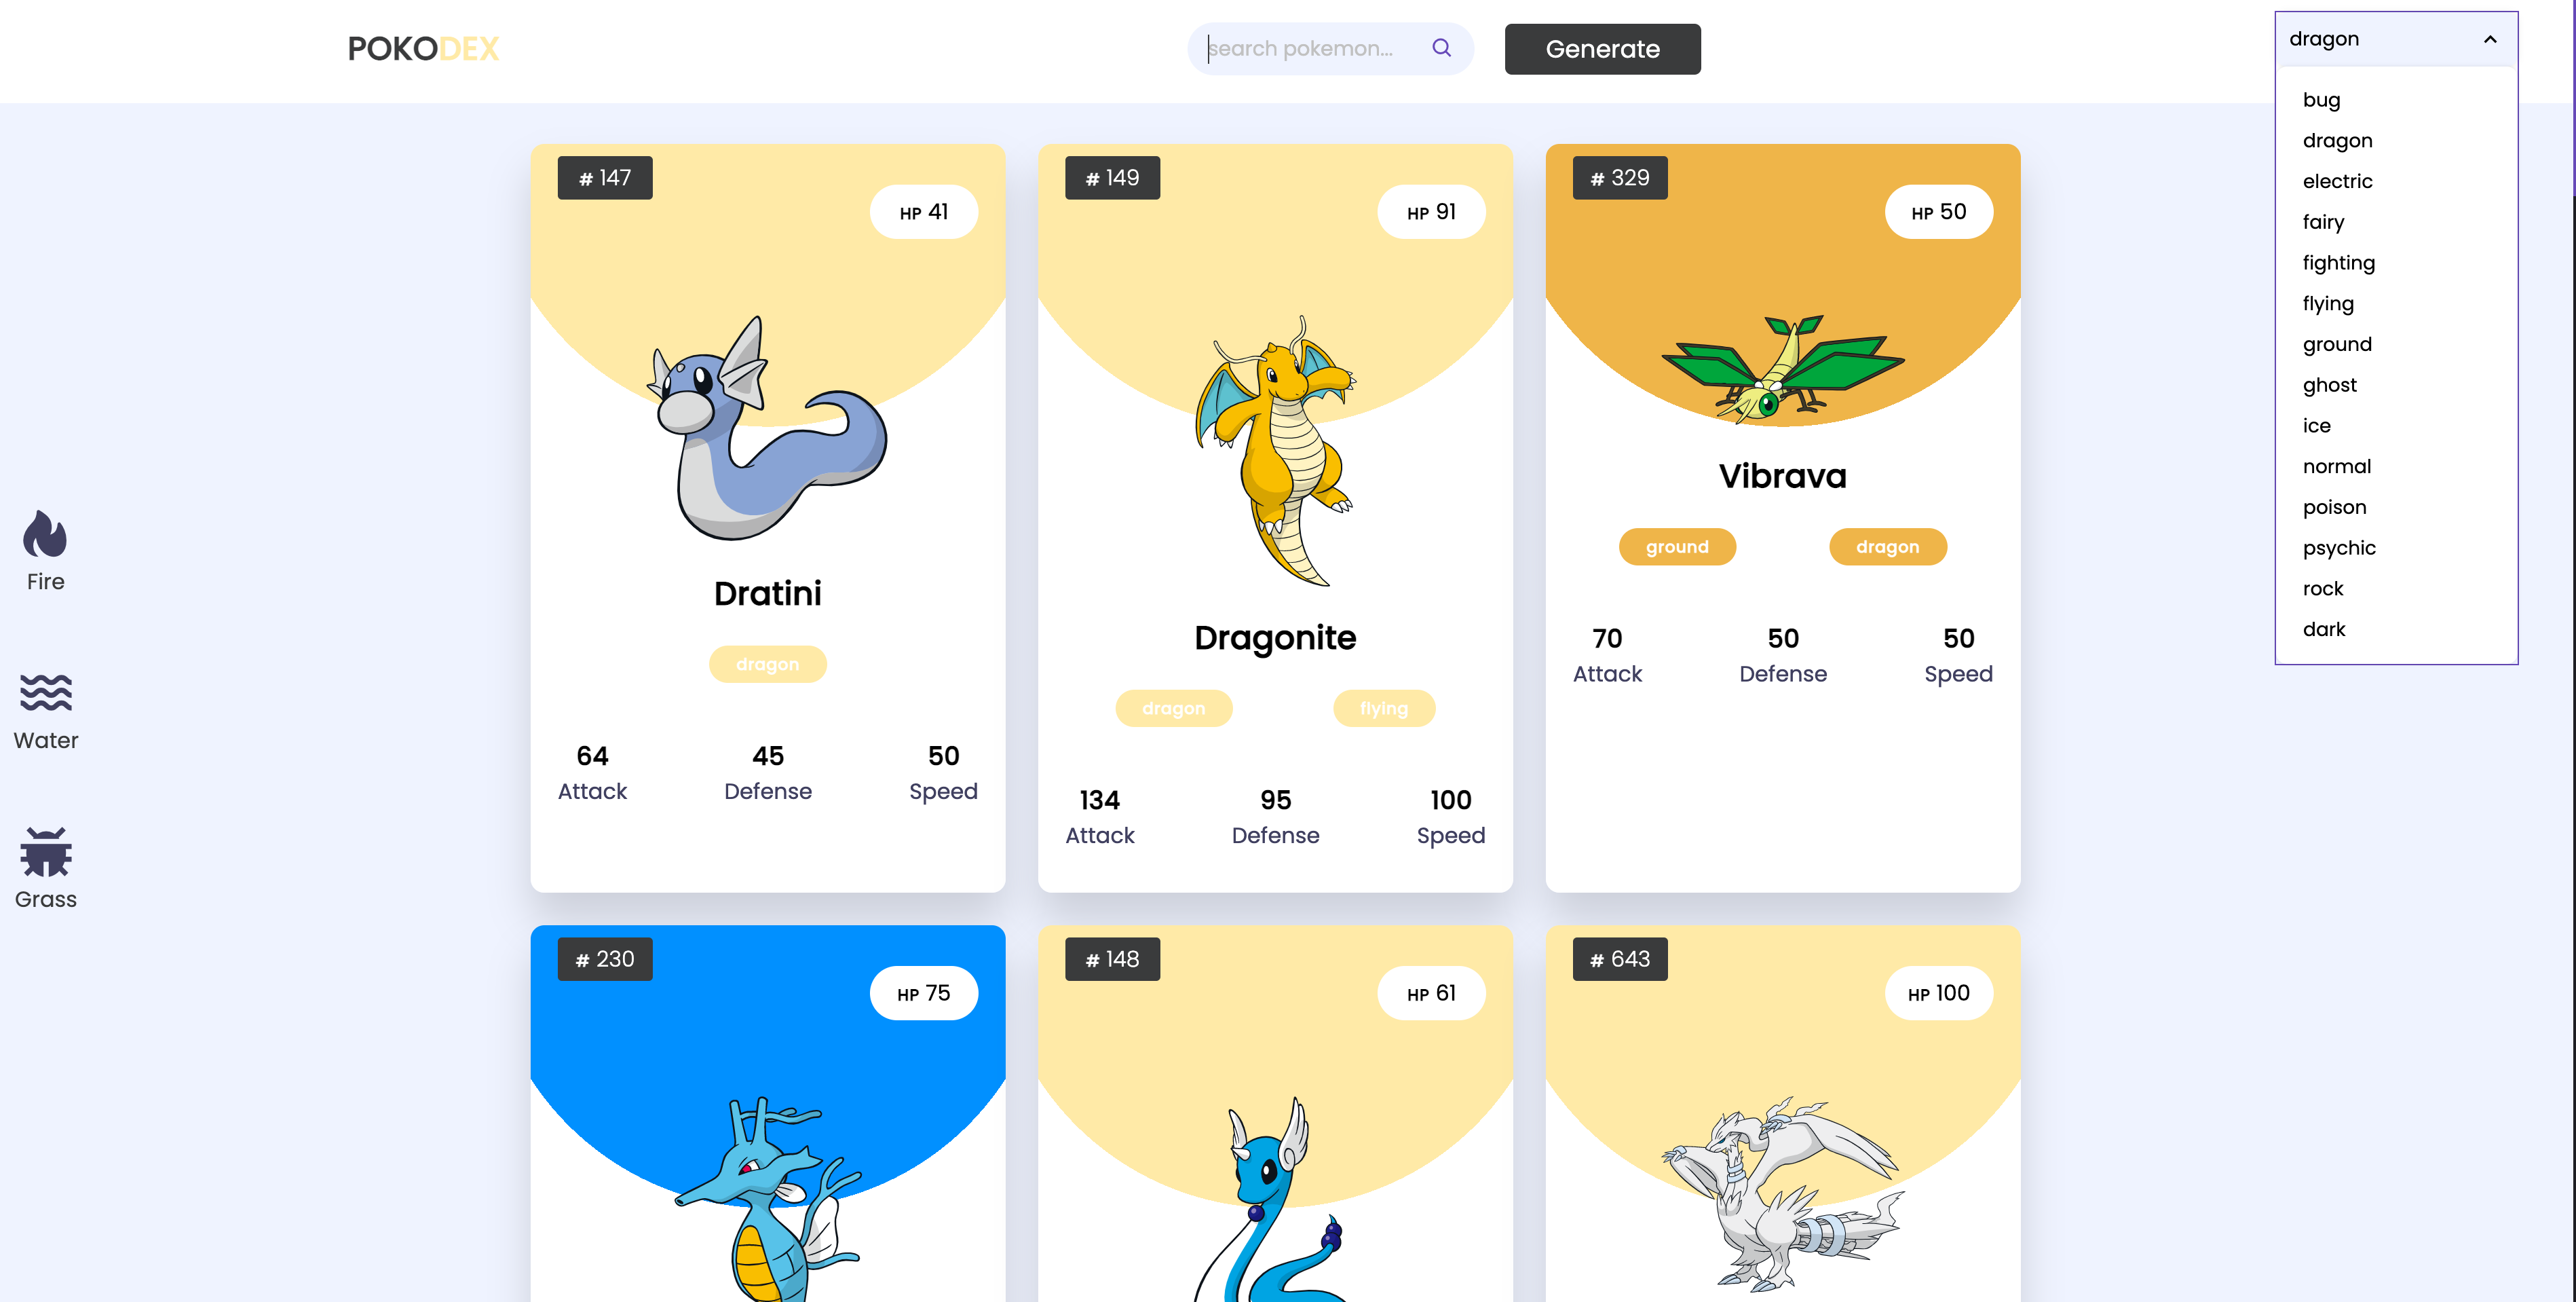 POKODEX
search pokemon...
Generate
dragon
bug
dragon
electric
fairy
fighting
flying
ground
ghost
ice
normal
poison
psychic
rock
dark
Fire
Water
Grass
# 147
HP 41
Dratini
dragon
64 45 50
Attack Defense Speed
# 149
HP 91
Dragonite
dragon flying
134 95 100
Attack Defense Speed
# 329
HP 50
Vibrava
ground dragon
70 50 50
Attack Defense Speed
# 230
HP 75
# 148
HP 61
# 643
HP 100